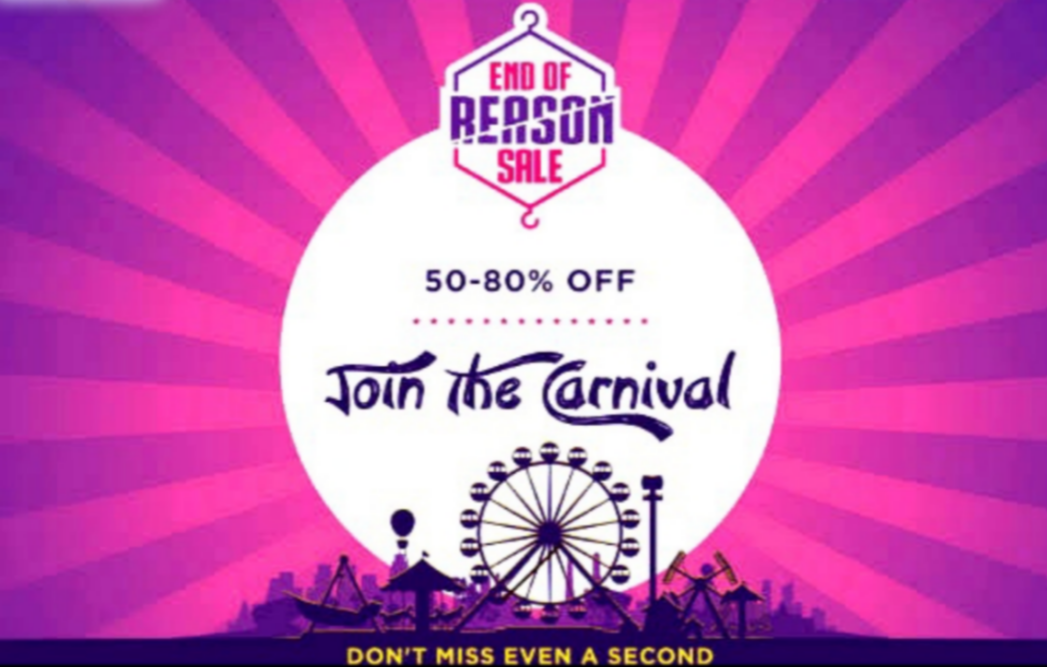 END OF
REASON
SALE
50-80% OFF
Join the Carnival
DON'T MISS EVEN A SECOND